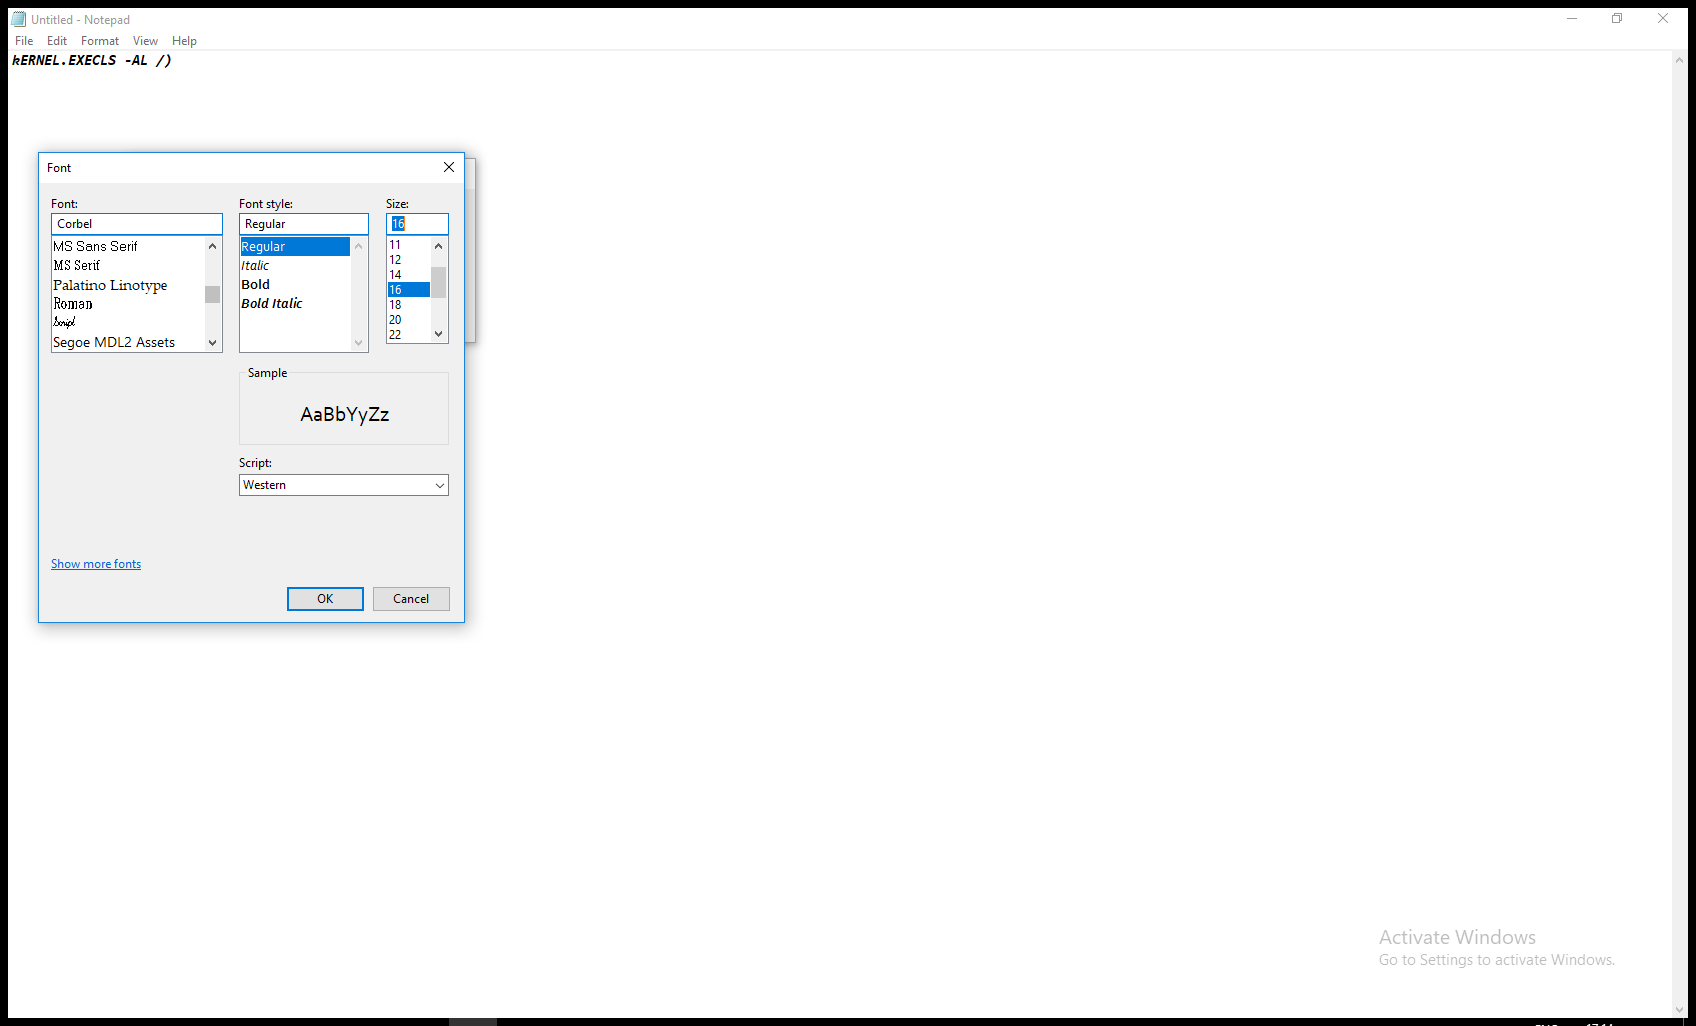 Untitled - Notepad
File Edit Format View Help
kERNEL.EXECLS -AL /)
Font
Font: Font style: Size:
Corbel Regular 16
MS Sans Serif
MS Serif
Palatino Linotype
Roman
Script
Segoe MDL2 Assets
Regular
Italic
Bold
Bold Italic
11
12
14
16
18
20
22
Sample
AaBbYyZz
Script:
Western
Show more fonts
OK Cancel
Activate Windows
Go to Settings to activate Windows.